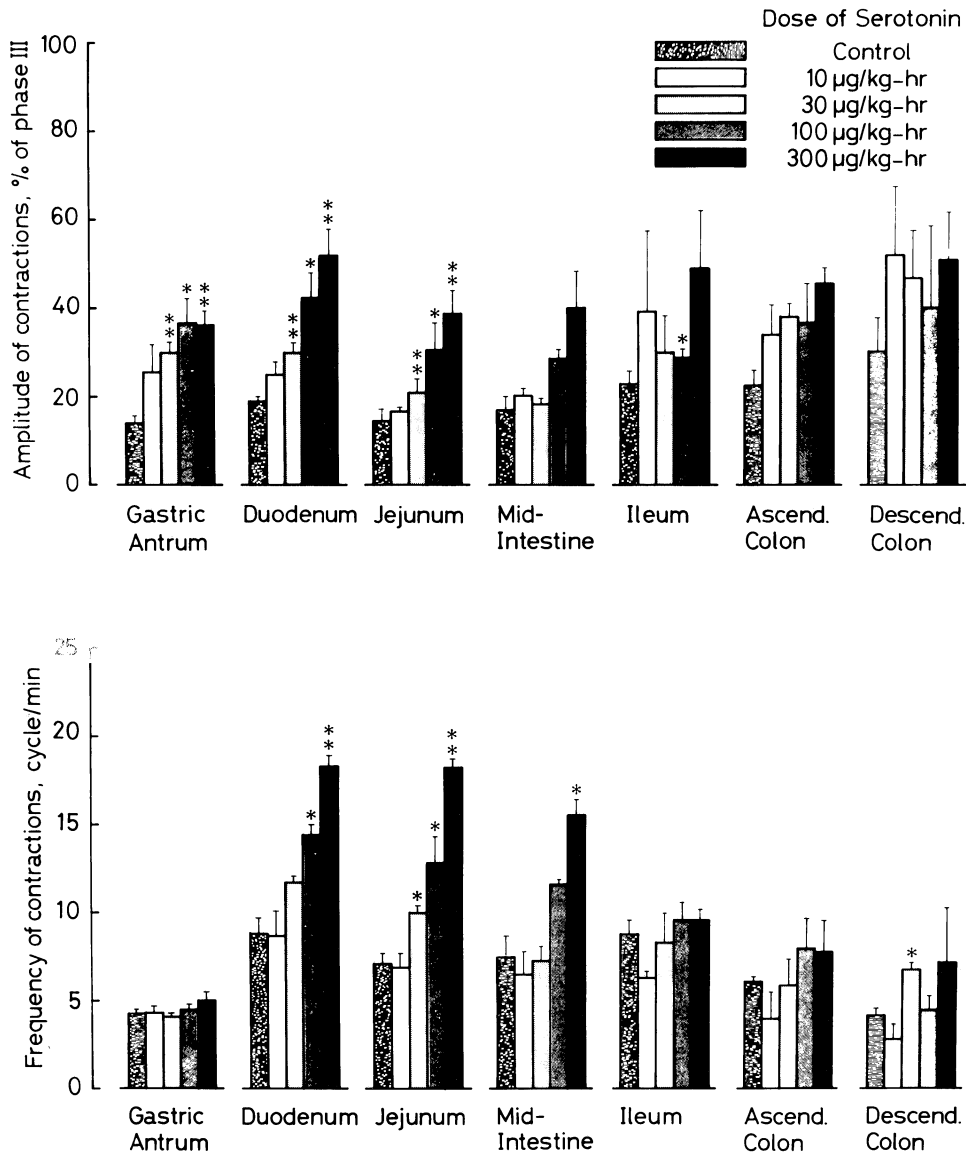 Dose of Serotonin
Control
10 µg/kg-hr
30 µg/kg-hr
100 µg/kg-hr
300 µg/kg-hr
Amplitude of contractions, % of phase III
100
80
60
40
20
0
* *
*
* *
* *
*
* *
* *
*
* *
*
Gastric Antrum
Duodenum
Jejunum
Mid-Intestine
Ileum
Ascend. Colon
Descend. Colon
Frequency of contractions, cycle/min
25
20
15
10
5
0
*
* *
*
*
* *
*
*
Gastric Antrum
Duodenum
Jejunum
Mid-Intestine
Ileum
Ascend. Colon
Descend. Colon